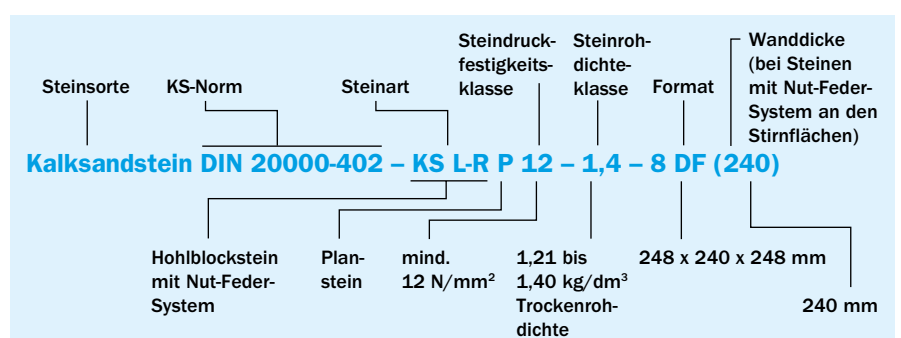 Steinsorte
KS-Norm
Steinart
Steindruck-
festigkeits-
klasse
Steinroh-
dichte-
klasse
Format
Wanddicke
(bei Steinen
mit Nut-Feder-
System an den
Stirnflächen)
Kalksandstein DIN 20000-402 – KS L-R P 12 – 1,4 – 8 DF (240)
Hohlblockstein
mit Nut-Feder-
System
Plan-
stein
mind.
12 N/mm²
1,21 bis
1,40 kg/dm³
Trockenroh-
dichte
248 x 240 x 248 mm
240 mm